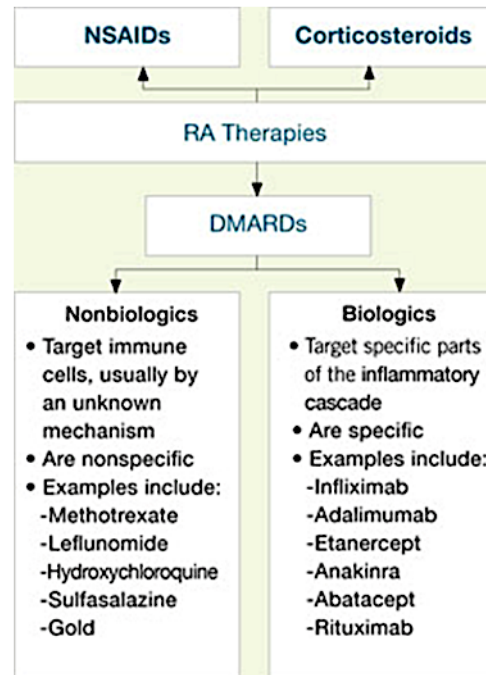 NSAIDs
Corticosteroids
RA Therapies
DMARDs
Nonbiologics
• Target immune
cells, usually by
an unknown
mechanism
• Are nonspecific
• Examples include:
-Methotrexate
-Leflunomide
-Hydroxychloroquine
-Sulfasalazine
-Gold
Biologics
• Target specific parts
of the inflammatory
cascade
• Are specific
• Examples include:
-Infliximab
-Adalimumab
-Etanercept
-Anakinra
-Abatacept
-Rituximab